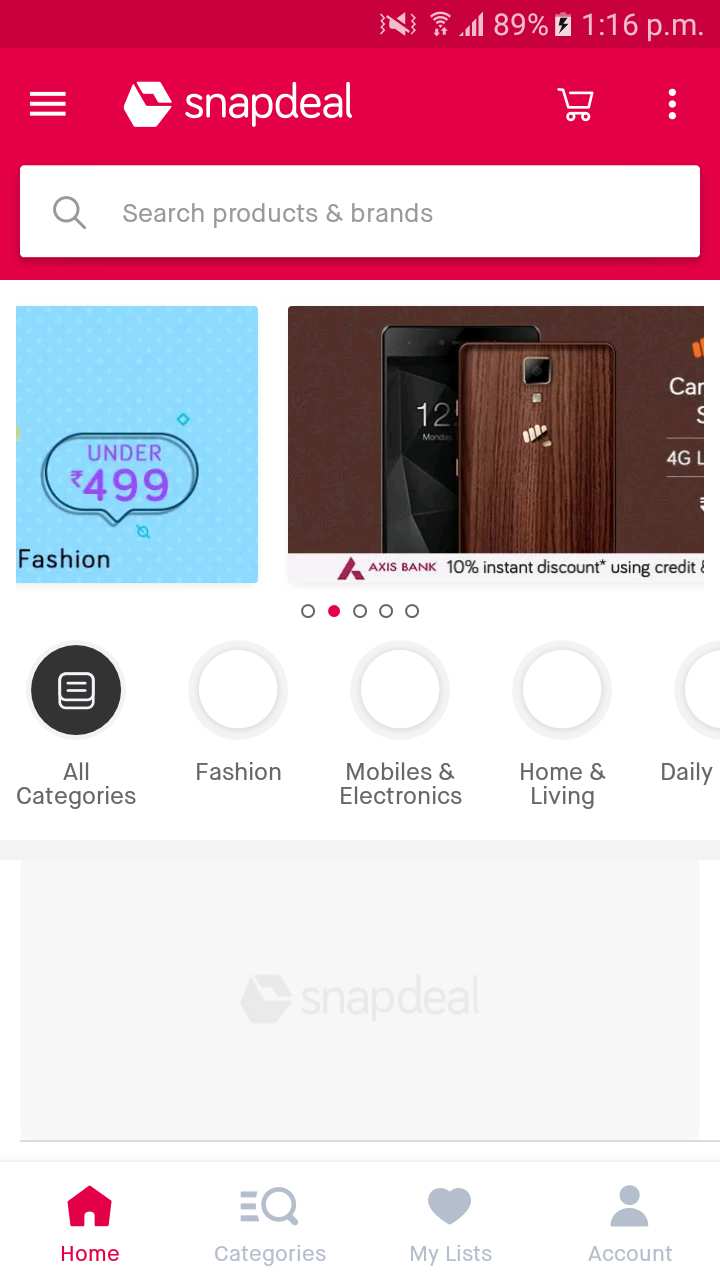 89% 1:16 p.m.
snapdeal
Search products & brands
UNDER
₹499
Fashion
12
Monday
4G
AXIS BANK 10% instant discount* using credit
All
Categories
Fashion
Mobiles &
Electronics
Home &
Living
Daily
snapdeal
Home
Categories
My Lists
Account